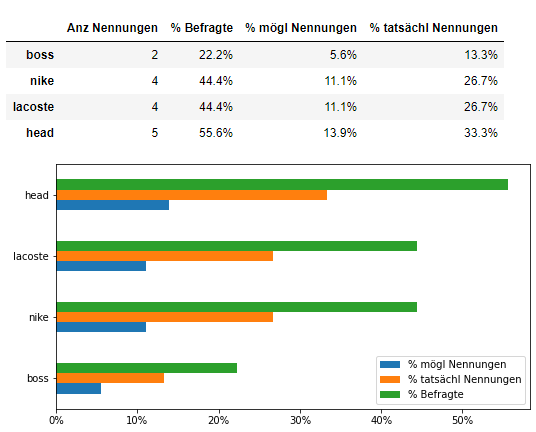 Anz Nennungen % Befragte % mögl Nennungen % tatsächl Nennungen
boss 2 22.2% 5.6% 13.3%
nike 4 44.4% 11.1% 26.7%
lacoste 4 44.4% 11.1% 26.7%
head 5 55.6% 13.9% 33.3%
head
lacoste
nike
boss
% mögl Nennungen
% tatsächl Nennungen
% Befragte
0% 10% 20% 30% 40% 50%